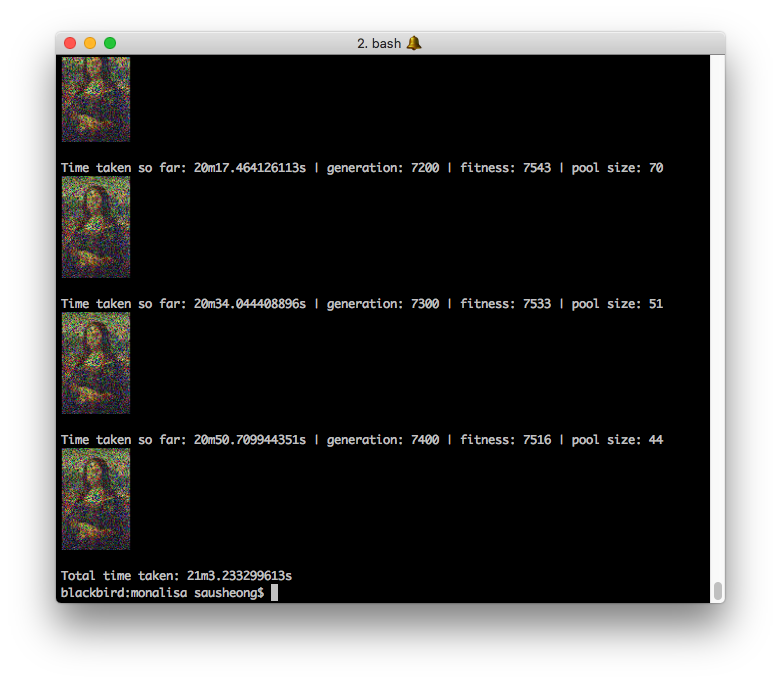 2. bash 🔔
Time taken so far: 20m17.464126113s | generation: 7200 | fitness: 7543 | pool size: 70
Time taken so far: 20m34.044408896s | generation: 7300 | fitness: 7533 | pool size: 51
Time taken so far: 20m50.709944351s | generation: 7400 | fitness: 7516 | pool size: 44
Total time taken: 21m3.233299613s
blackbird:monalisa sausheong$